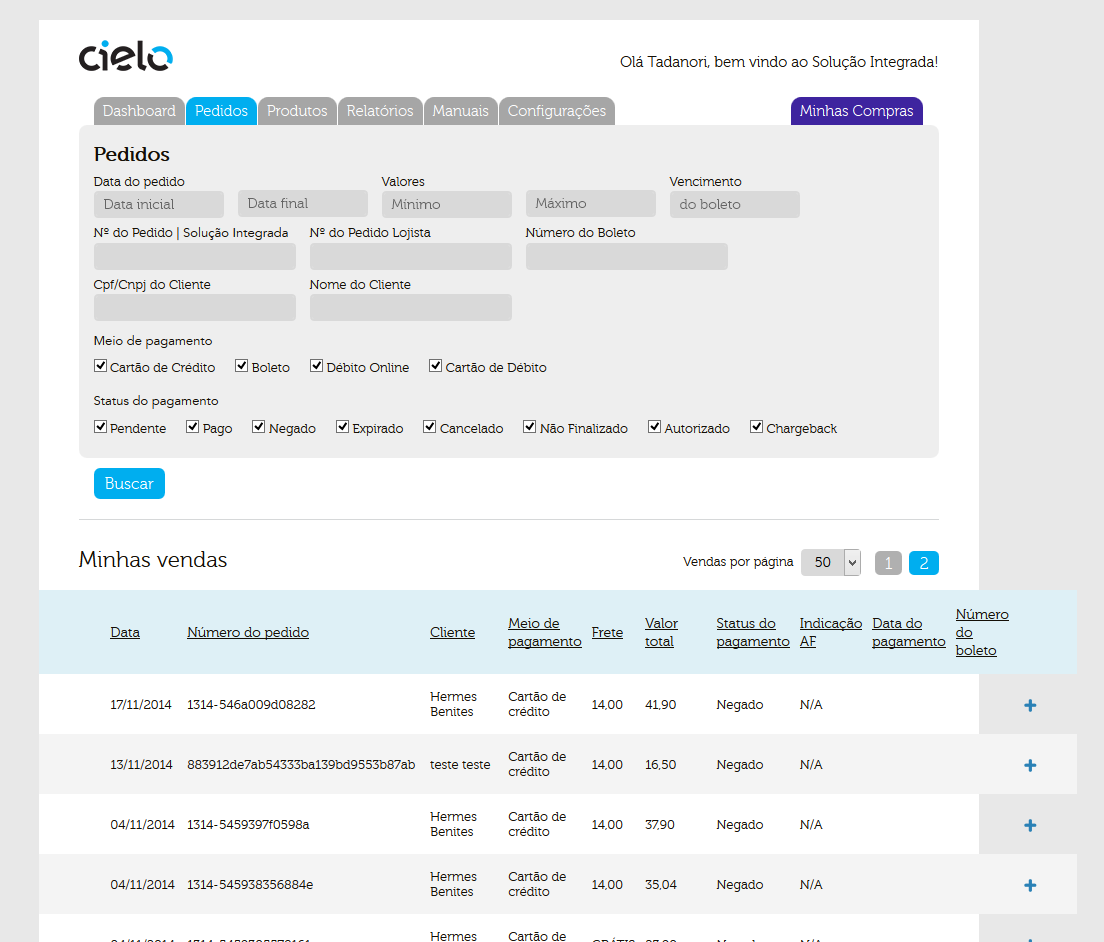 cielo
Olá Tadanori, bem vindo ao Solução Integrada!
Dashboard Pedidos Produtos Relatórios Manuais Configurações Minhas Compras
Pedidos
Data do pedido Valores Vencimento
Data inicial Data final Mínimo Máximo do boleto
Nº do Pedido | Solução Integrada Nº do Pedido Lojista Número do Boleto
Cpf/Cnpj do Cliente Nome do Cliente
Meio de pagamento
Cartão de Crédito Boleto Débito Online Cartão de Débito
Status do pagamento
Pendente Pago Negado Expirado Cancelado Não Finalizado Autorizado Chargeback
Buscar
Minhas vendas Vendas por página 50 1 2
Data Número do pedido Cliente Meio de pagamento Frete Valor total Status do pagamento Indicação AF Data do pagamento Número do boleto
17/11/2014 1314-546a009d08282 Hermes Benites Cartão de crédito 14,00 41,90 Negado N/A +
13/11/2014 883912de7ab54333ba139bd9553b87ab teste teste Cartão de crédito 14,00 16,50 Negado N/A +
04/11/2014 1314-5459397f0598a Hermes Benites Cartão de crédito 14,00 37,90 Negado N/A +
04/11/2014 1314-545938356884e Hermes Benites Cartão de crédito 14,00 35,04 Negado N/A +
Hermes Cartão de